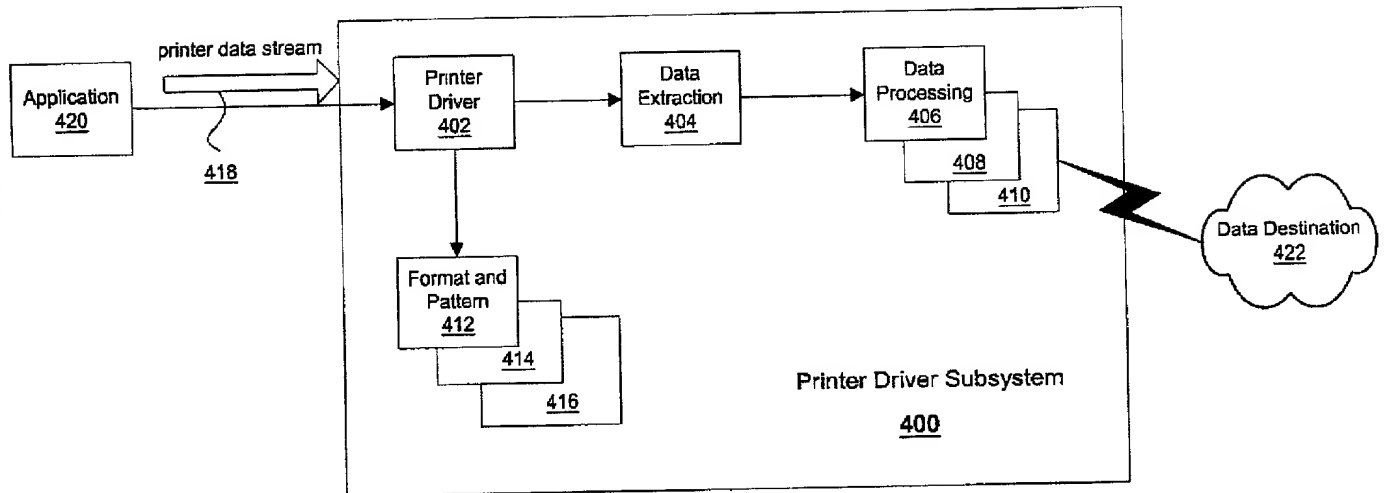 printer data stream
Application
420
418
Printer
Driver
402
Data
Extraction
404
Data
Processing
406
408
410
Data Destination
422
Format and
Pattern
412
414
416
Printer Driver Subsystem
400